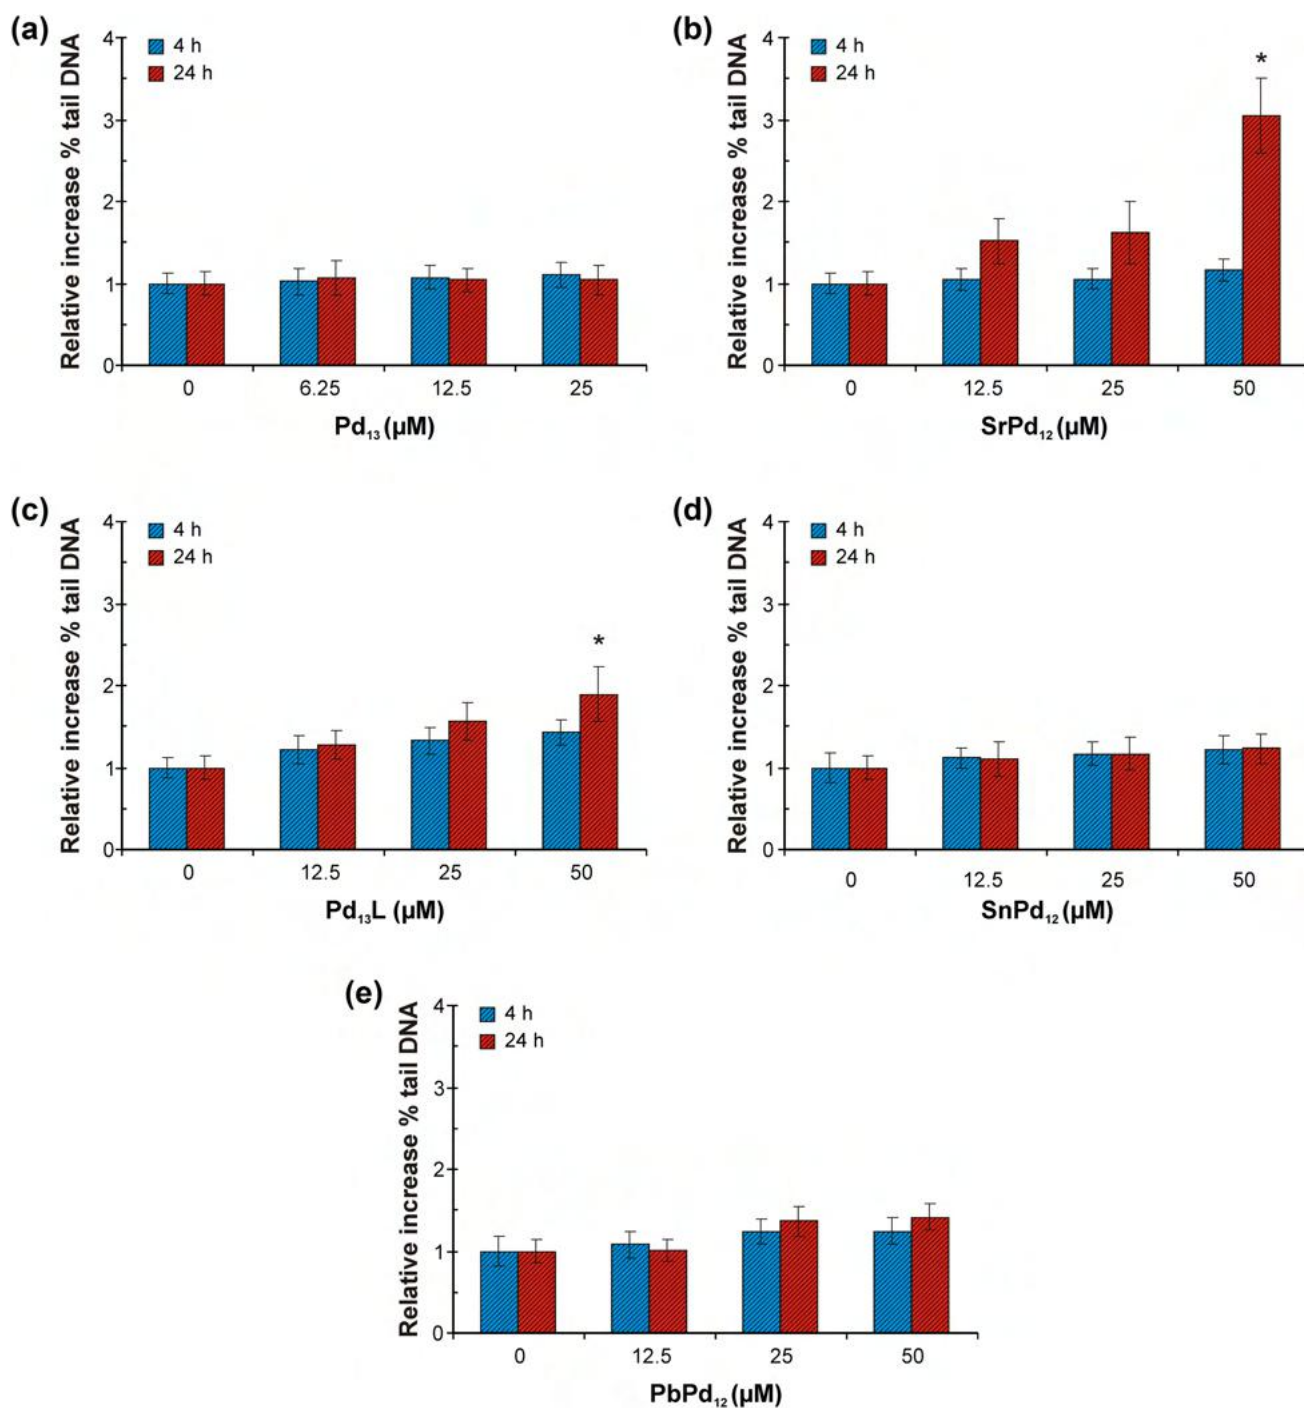 (a)
Relative increase % tail DNA
4
3
2
1
0
4 h
24 h
0 6.25 12.5 25
Pd₁₃ (µM)
(b)
Relative increase % tail DNA
4
3
2
1
0
4 h
24 h
*
0 12.5 25 50
SrPd₁₂ (µM)
(c)
Relative increase % tail DNA
4
3
2
1
0
4 h
24 h
*
0 12.5 25 50
Pd₁₃L (µM)
(d)
Relative increase % tail DNA
4
3
2
1
0
4 h
24 h
0 12.5 25 50
SnPd₁₂ (µM)
(e)
Relative increase % tail DNA
4
3
2
1
0
4 h
24 h
0 12.5 25 50
PbPd₁₂ (µM)